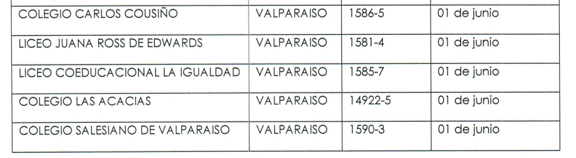 COLEGIO CARLOS COUSIÑO VALPARAISO 1586-5 01 de junio
LICEO JUANA ROSS DE EDWARDS VALPARAISO 1581-4 01 de junio
LICEO COEDUCACIONAL LA IGUALDAD VALPARAISO 1585-7 01 de junio
COLEGIO LAS ACACIAS VALPARAISO 14922-5 01 de junio
COLEGIO SALESIANO DE VALPARAISO VALPARAISO 1590-3 01 de junio